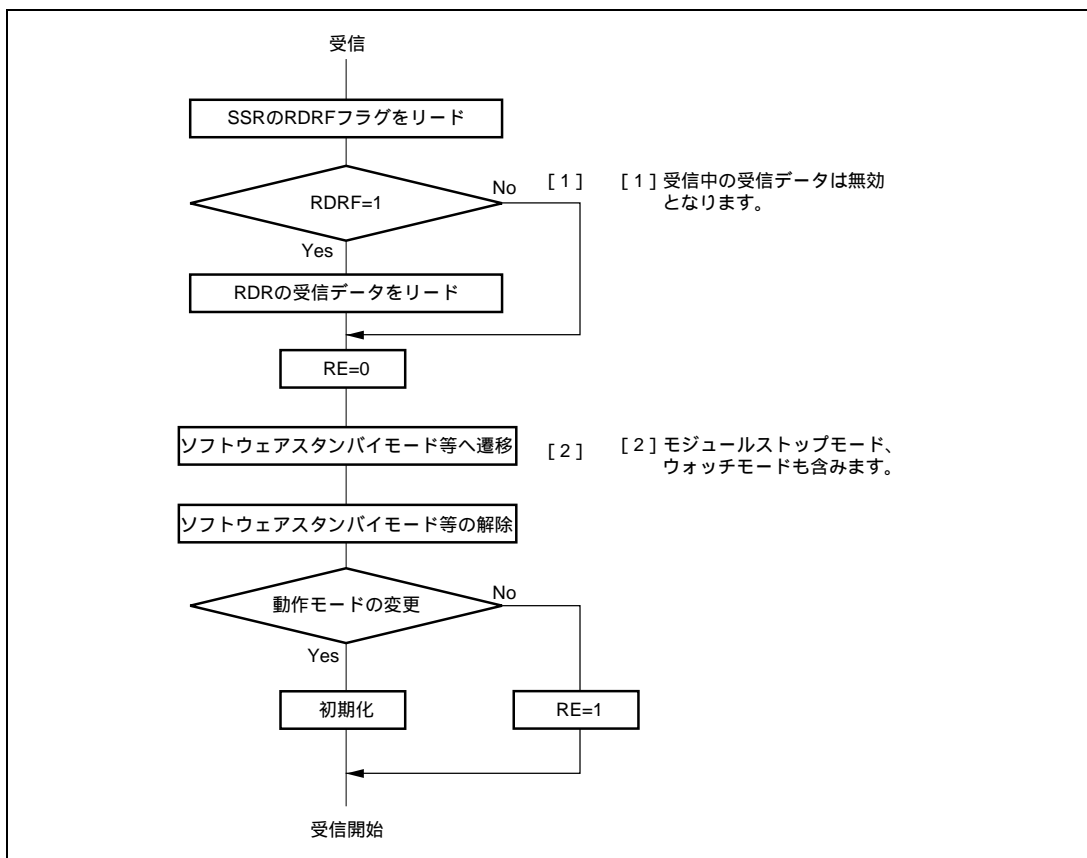 受信
SSRのRDRFフラグをリード
RDRF=1
No
[1]
[1] 受信中の受信データは無効
となります。
Yes
RDRの受信データをリード
RE=0
ソフトウェアスタンバイモード等へ遷移
[2]
[2] モジュールストップモード、
ウォッチモードも含みます。
ソフトウェアスタンバイモード等の解除
動作モードの変更
No
Yes
初期化
RE=1
受信開始